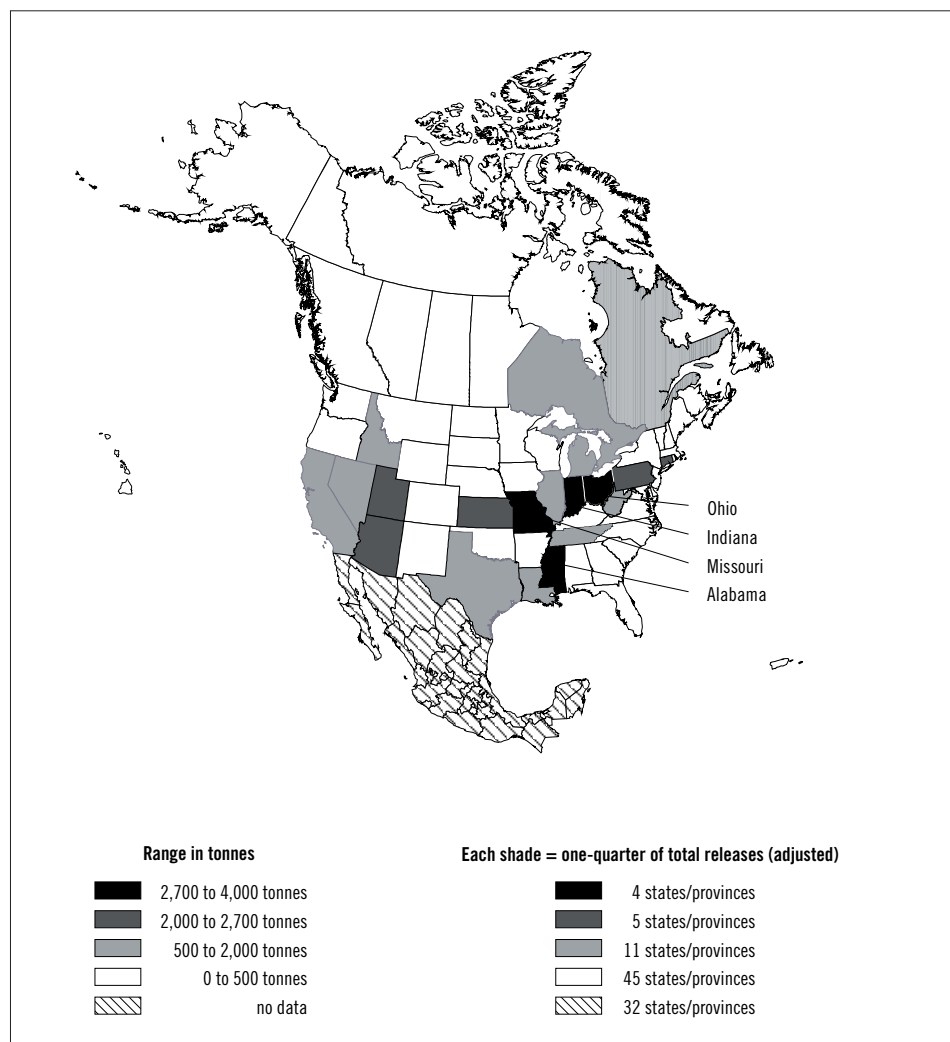 Ohio
Indiana
Missouri
Alabama
Range in tonnes
2,700 to 4,000 tonnes
2,000 to 2,700 tonnes
500 to 2,000 tonnes
0 to 500 tonnes
no data
Each shade = one-quarter of total releases (adjusted)
4 states/provinces
5 states/provinces
11 states/provinces
45 states/provinces
32 states/provinces